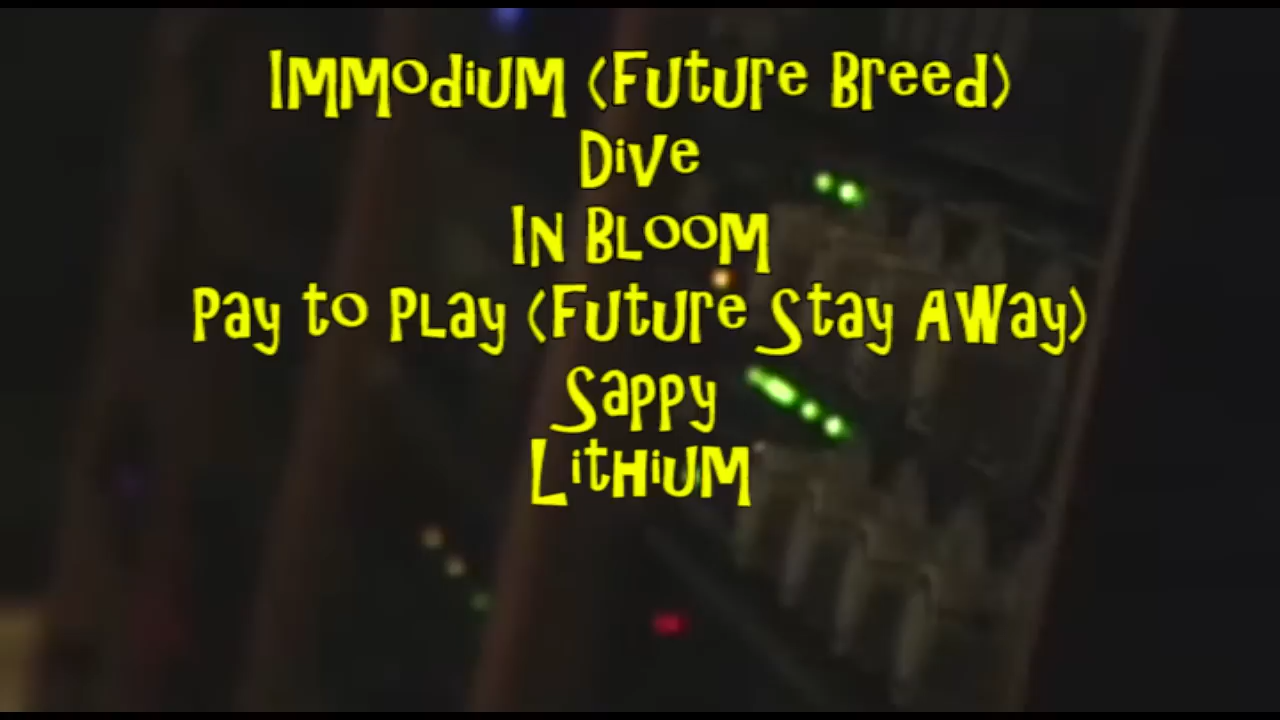 Immodium (Future Breed)
Dive
In Bloom
Pay to Play (Future Stay Away)
Sappy
Lithium